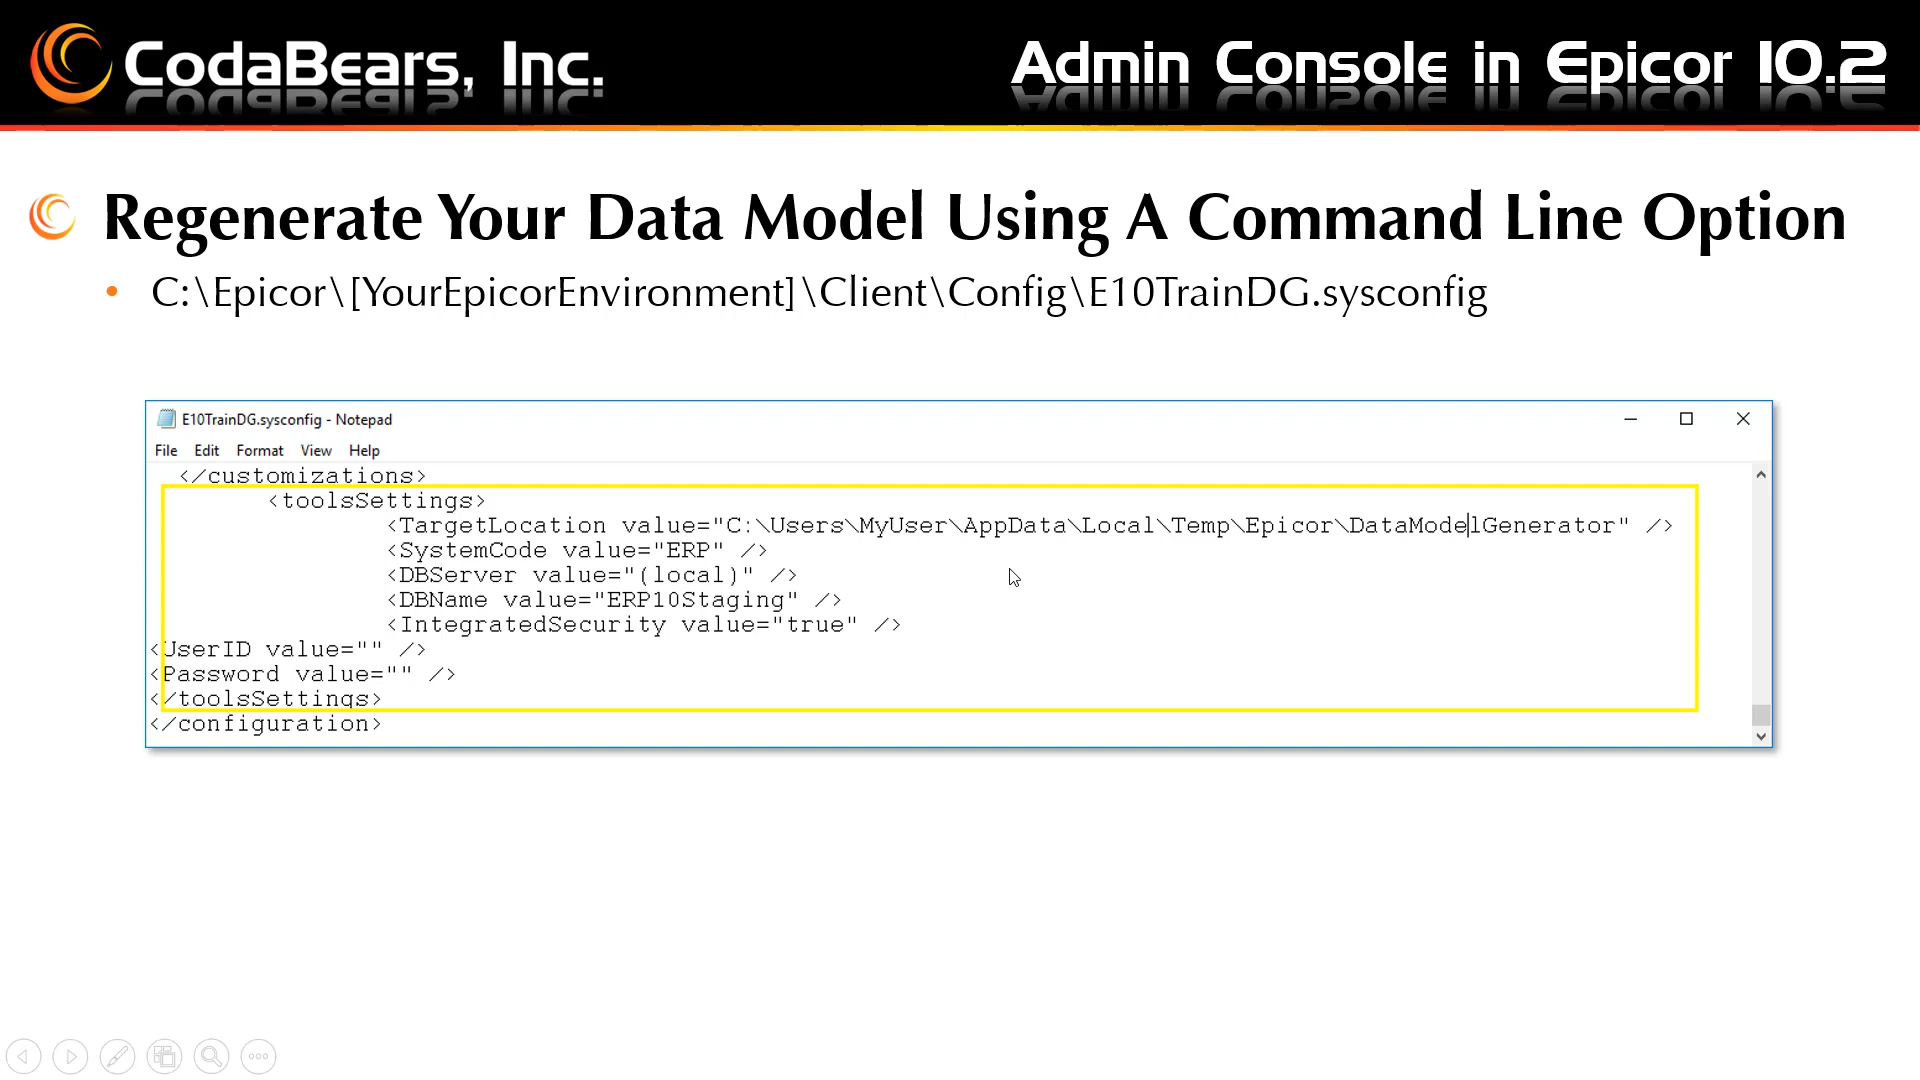 CodaBears, Inc.
Admin Console in Epicor 10.2
Regenerate Your Data Model Using A Command Line Option
• C:\Epicor\[YourEpicorEnvironment]\Client\Config\E10TrainDG.sysconfig
E10TrainDG.sysconfig - Notepad
File Edit Format View Help
</customizations>
<toolsSettings>
<TargetLocation value="C:\Users\MyUser\AppData\Local\Temp\Epicor\DataModelGenerator" />
<SystemCode value="ERP" />
<DBServer value="(local)" />
<DBName value="ERP10Staging" />
<IntegratedSecurity value="true" />
<UserID value="" />
<Password value="" />
</toolsSettings>
</configuration>